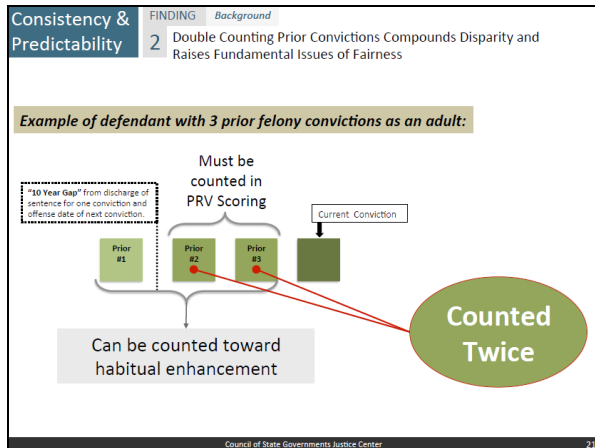 Consistency &
Predictability
FINDING
Background
2
Double Counting Prior Convictions Compounds Disparity and
Raises Fundamental Issues of Fairness
Example of defendant with 3 prior felony convictions as an adult:
Must be
counted in
PRV Scoring
“10 Year Gap” from discharge of
sentence for one conviction and
offense date of next conviction.
Current Conviction
Prior
#1
Prior
#2
Prior
#3
Counted
Twice
Can be counted toward
habitual enhancement
Council of State Governments Justice Center
21